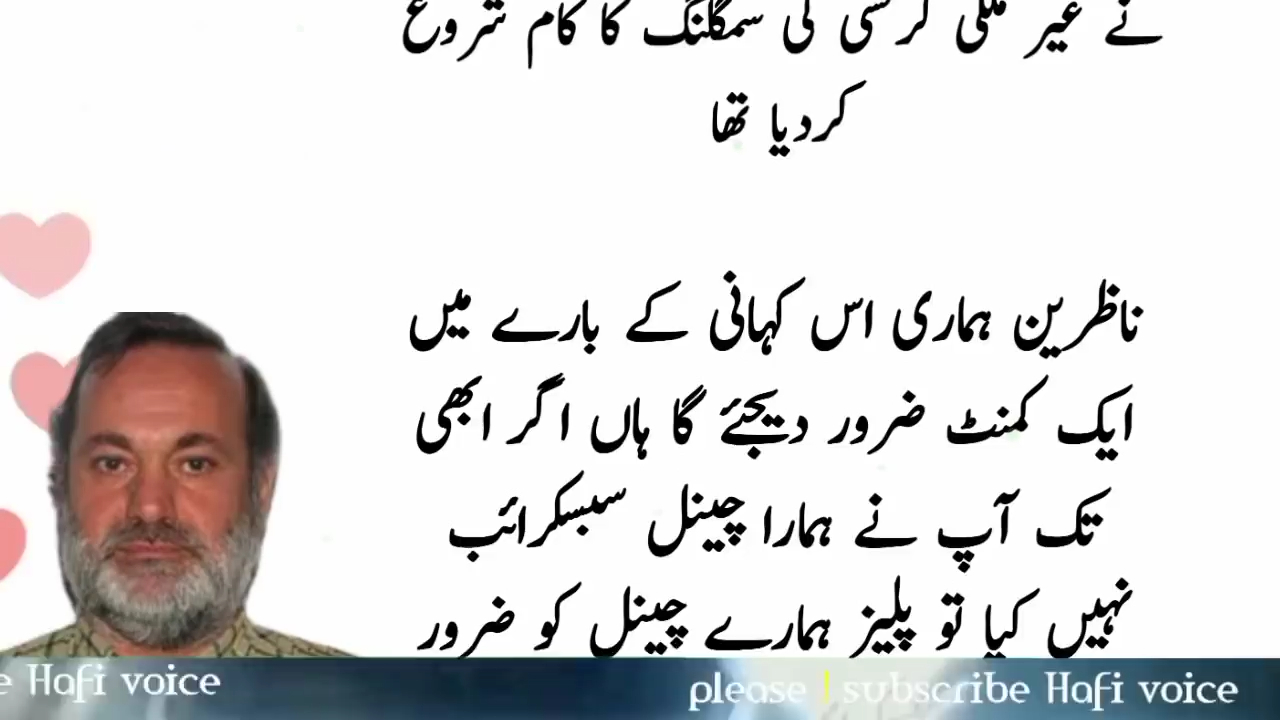 نے غیر ملکی کرنسی کی سمگلنگ کا کام شروع
کردیا تھا
ناظرین ہماری اس کہانی کے بارے میں
ایک کمنٹ ضرور دیجئے گا ہاں اگر ابھی
تک آپ نے ہمارا چینل سبسکرائب
نہیں کیا تو پلیز ہمارے چینل کو ضرور
e Hafi voice
please | subscribe Hafi voice